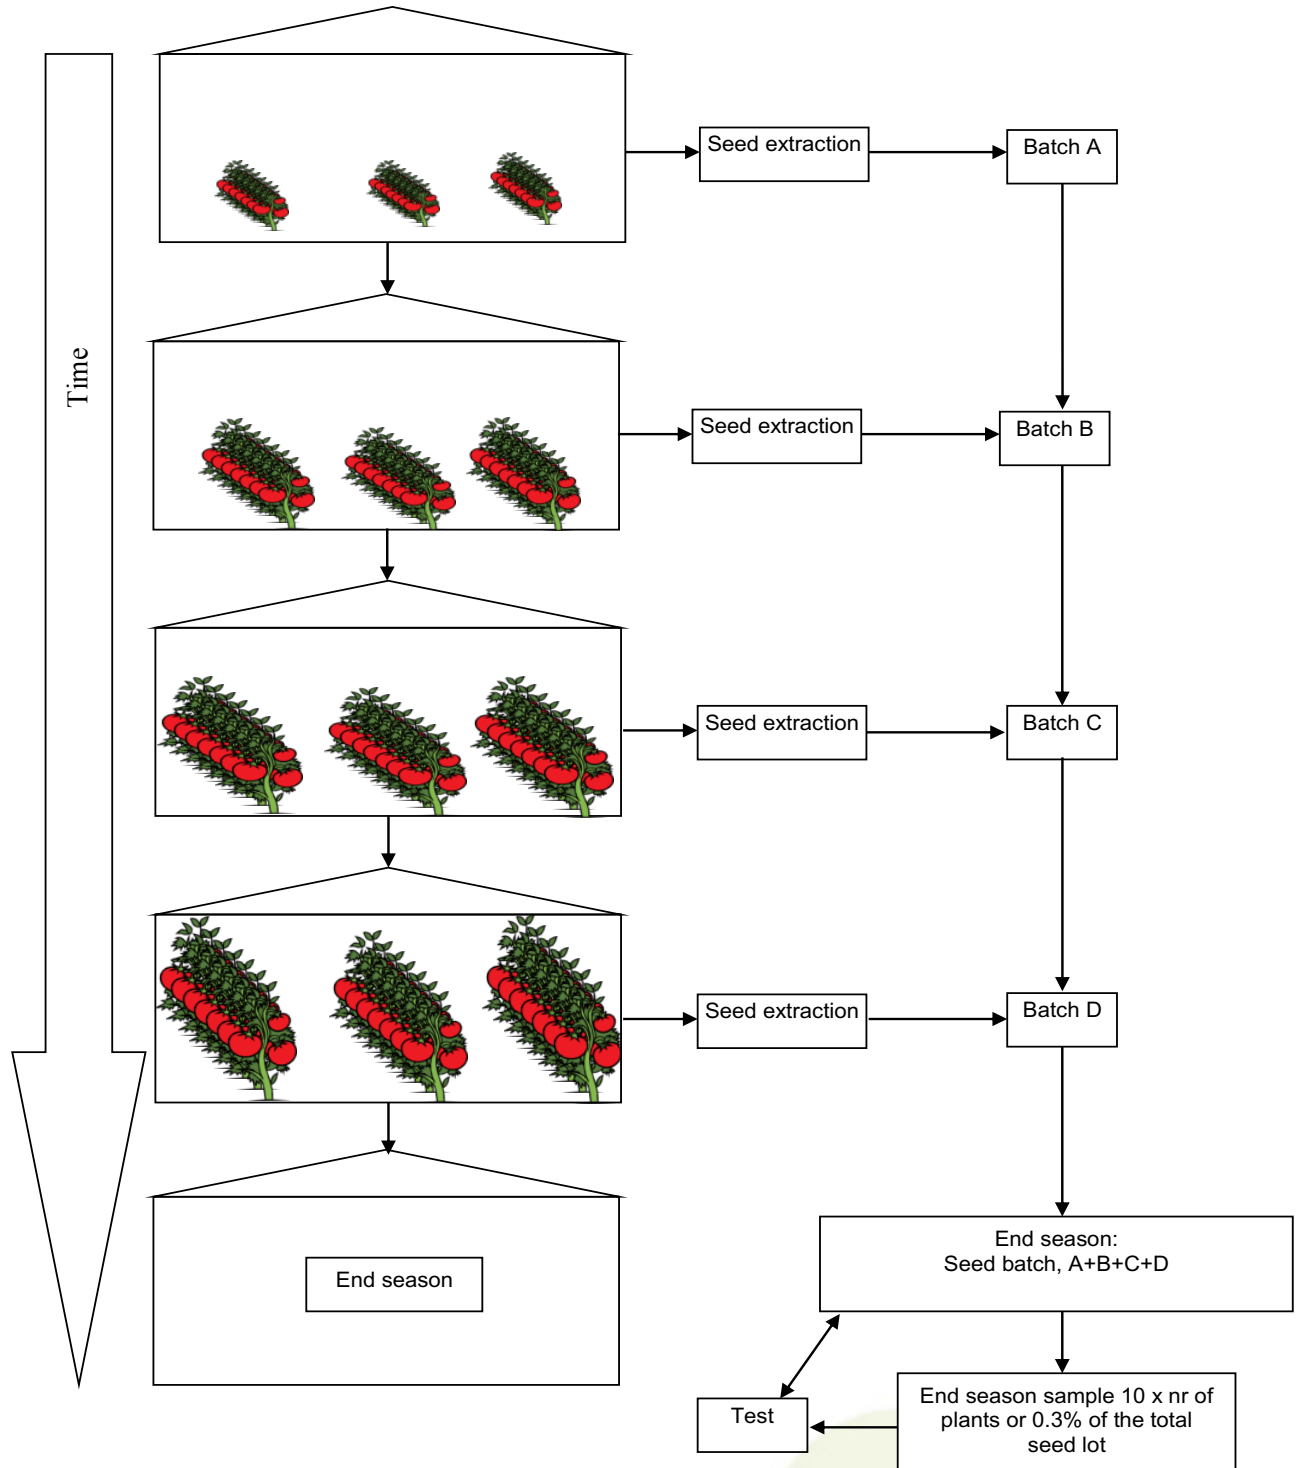 Time
Seed extraction
Batch A
Seed extraction
Batch B
Seed extraction
Batch C
Seed extraction
Batch D
End season
End season:
Seed batch, A+B+C+D
Test
End season sample 10 x nr of
plants or 0.3% of the total
seed lot